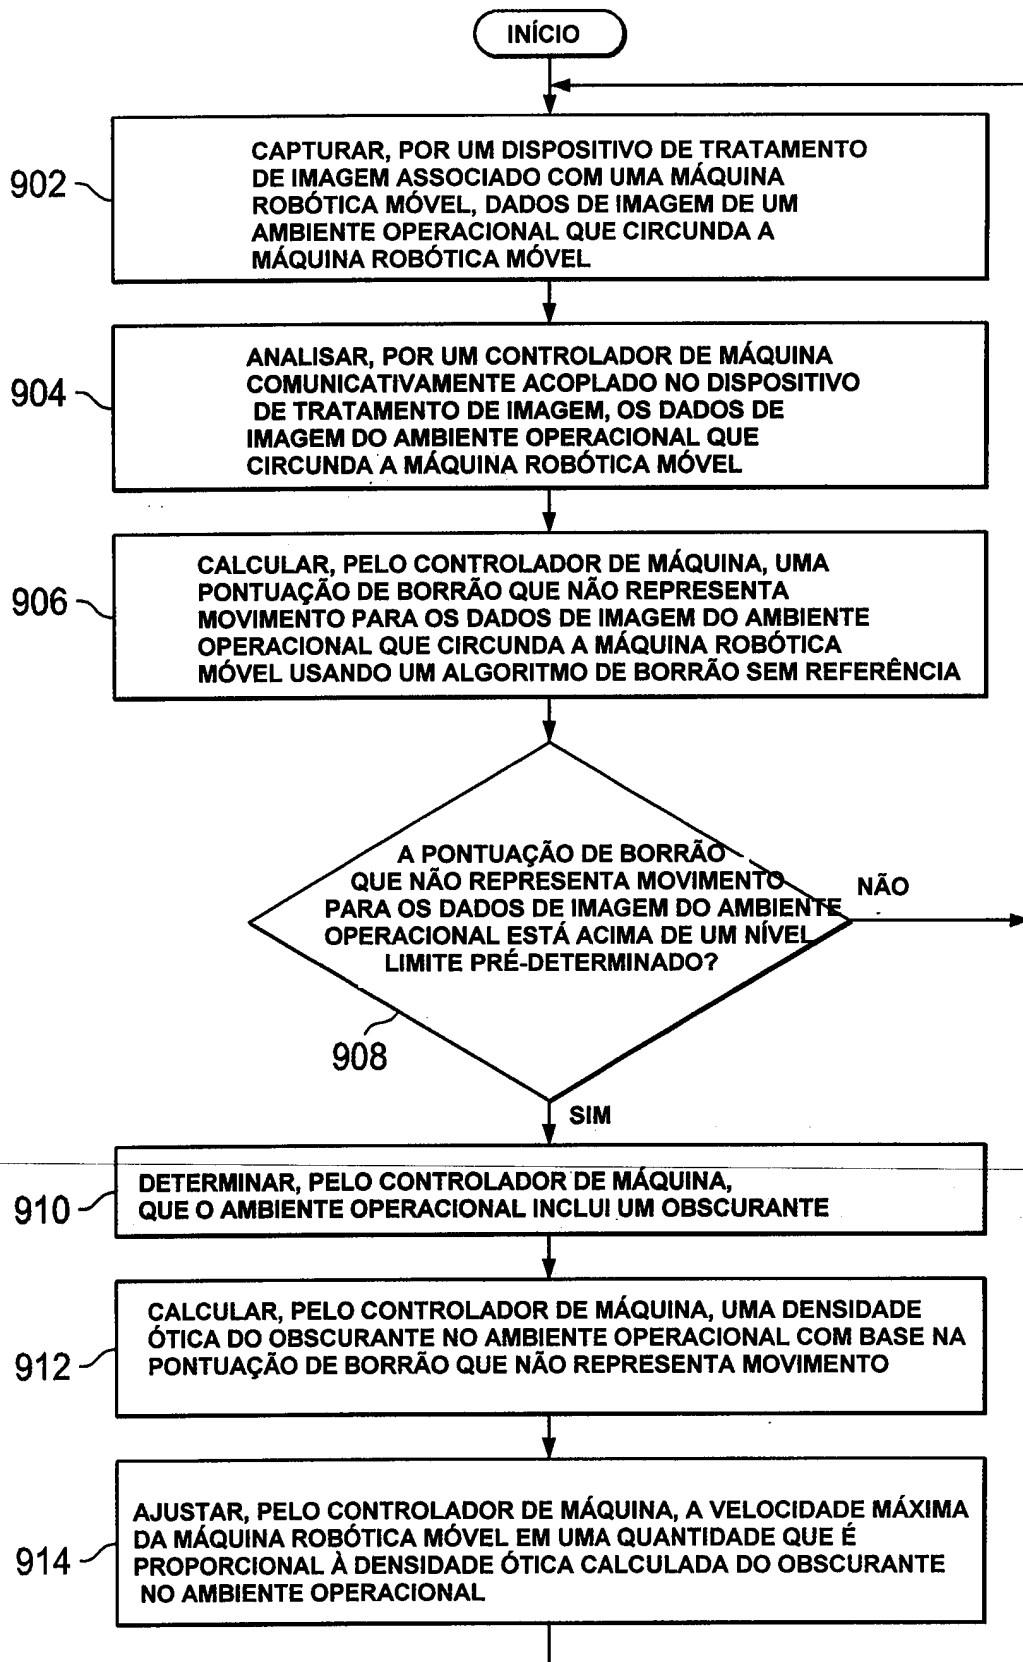 INÍCIO
902
CAPTURAR, POR UM DISPOSITIVO DE TRATAMENTO
DE IMAGEM ASSOCIADO COM UMA MÁQUINA
ROBÓTICA MÓVEL, DADOS DE IMAGEM DE UM
AMBIENTE OPERACIONAL QUE CIRCUNDA A
MÁQUINA ROBÓTICA MÓVEL
904
ANALISAR, POR UM CONTROLADOR DE MÁQUINA
COMUNICATIVAMENTE ACOPLADO NO DISPOSITIVO
DE TRATAMENTO DE IMAGEM, OS DADOS DE
IMAGEM DO AMBIENTE OPERACIONAL QUE
CIRCUNDA A MÁQUINA ROBÓTICA MÓVEL
906
CALCULAR, PELO CONTROLADOR DE MÁQUINA, UMA
PONTUAÇÃO DE BORRÃO QUE NÃO REPRESENTA
MOVIMENTO PARA OS DADOS DE IMAGEM DO AMBIENTE
OPERACIONAL QUE CIRCUNDA A MÁQUINA ROBÓTICA
MÓVEL USANDO UM ALGORITMO DE BORRÃO SEM REFERÊNCIA
A PONTUAÇÃO DE BORRÃO
QUE NÃO REPRESENTA MOVIMENTO
PARA OS DADOS DE IMAGEM DO AMBIENTE
OPERACIONAL ESTÁ ACIMA DE UM NÍVEL
LIMITE PRÉ-DETERMINADO?
NÃO
908
SIM
910
DETERMINAR, PELO CONTROLADOR DE MÁQUINA,
QUE O AMBIENTE OPERACIONAL INCLUI UM OBSCURANTE
912
CALCULAR, PELO CONTROLADOR DE MÁQUINA, UMA DENSIDADE
ÓTICA DO OBSCURANTE NO AMBIENTE OPERACIONAL COM BASE NA
PONTUAÇÃO DE BORRÃO QUE NÃO REPRESENTA MOVIMENTO
914
AJUSTAR, PELO CONTROLADOR DE MÁQUINA, A VELOCIDADE MÁXIMA
DA MÁQUINA ROBÓTICA MÓVEL EM UMA QUANTIDADE QUE É
PROPORCIONAL À DENSIDADE ÓTICA CALCULADA DO OBSCURANTE
NO AMBIENTE OPERACIONAL